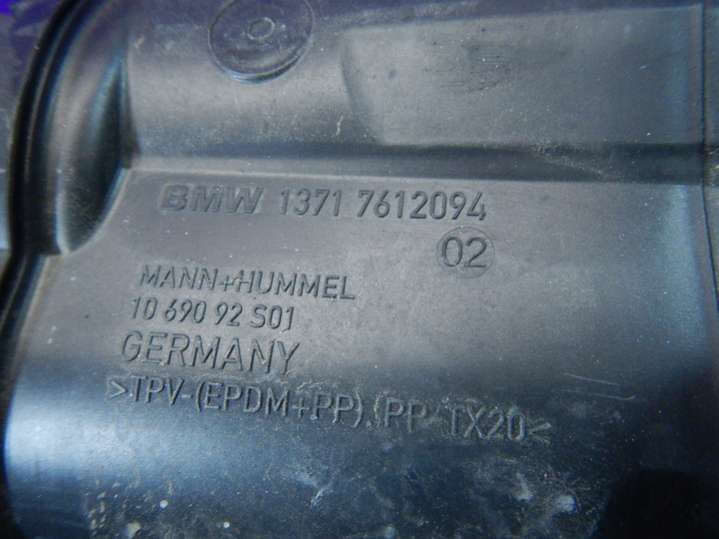 BMW 1371 7612094
02
MANN+HUMMEL
10 690 92 S01
GERMANY
>TPV-(EPDM+PP),(PP-TX20<